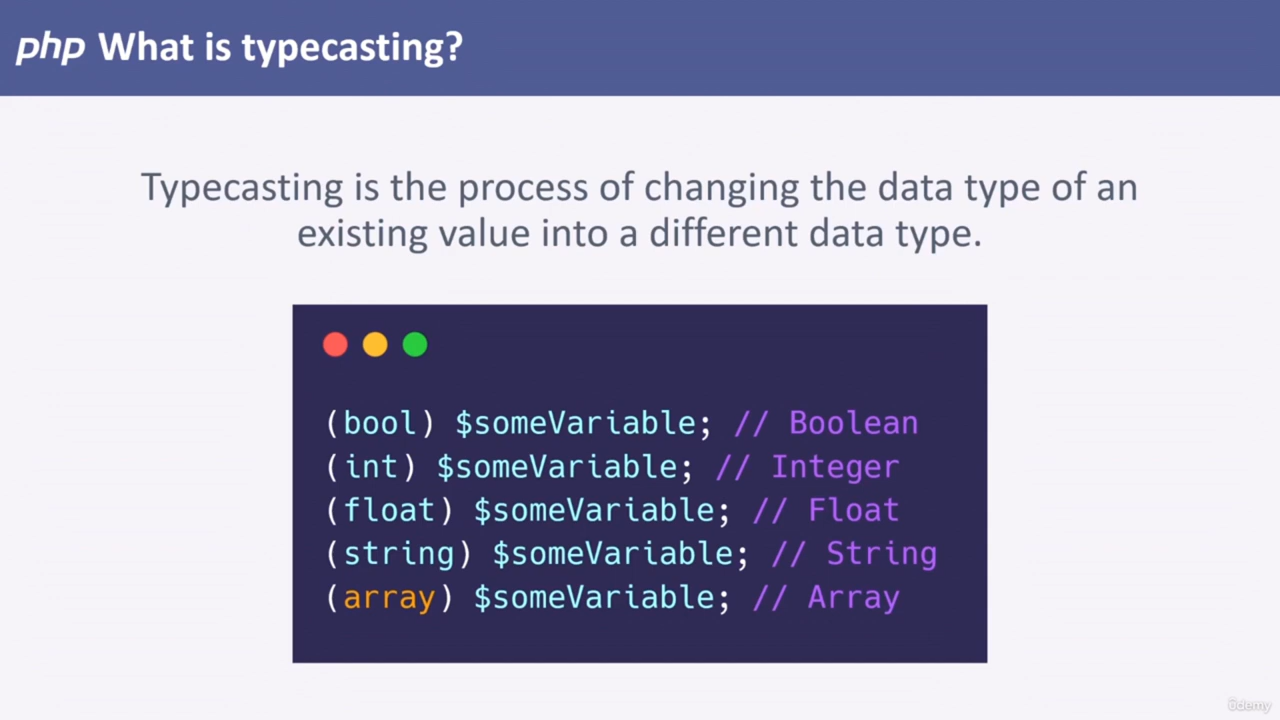 php What is typecasting?
Typecasting is the process of changing the data type of an
existing value into a different data type.
(bool) $someVariable; // Boolean
(int) $someVariable; // Integer
(float) $someVariable; // Float
(string) $someVariable; // String
(array) $someVariable; // Array
ûdemy